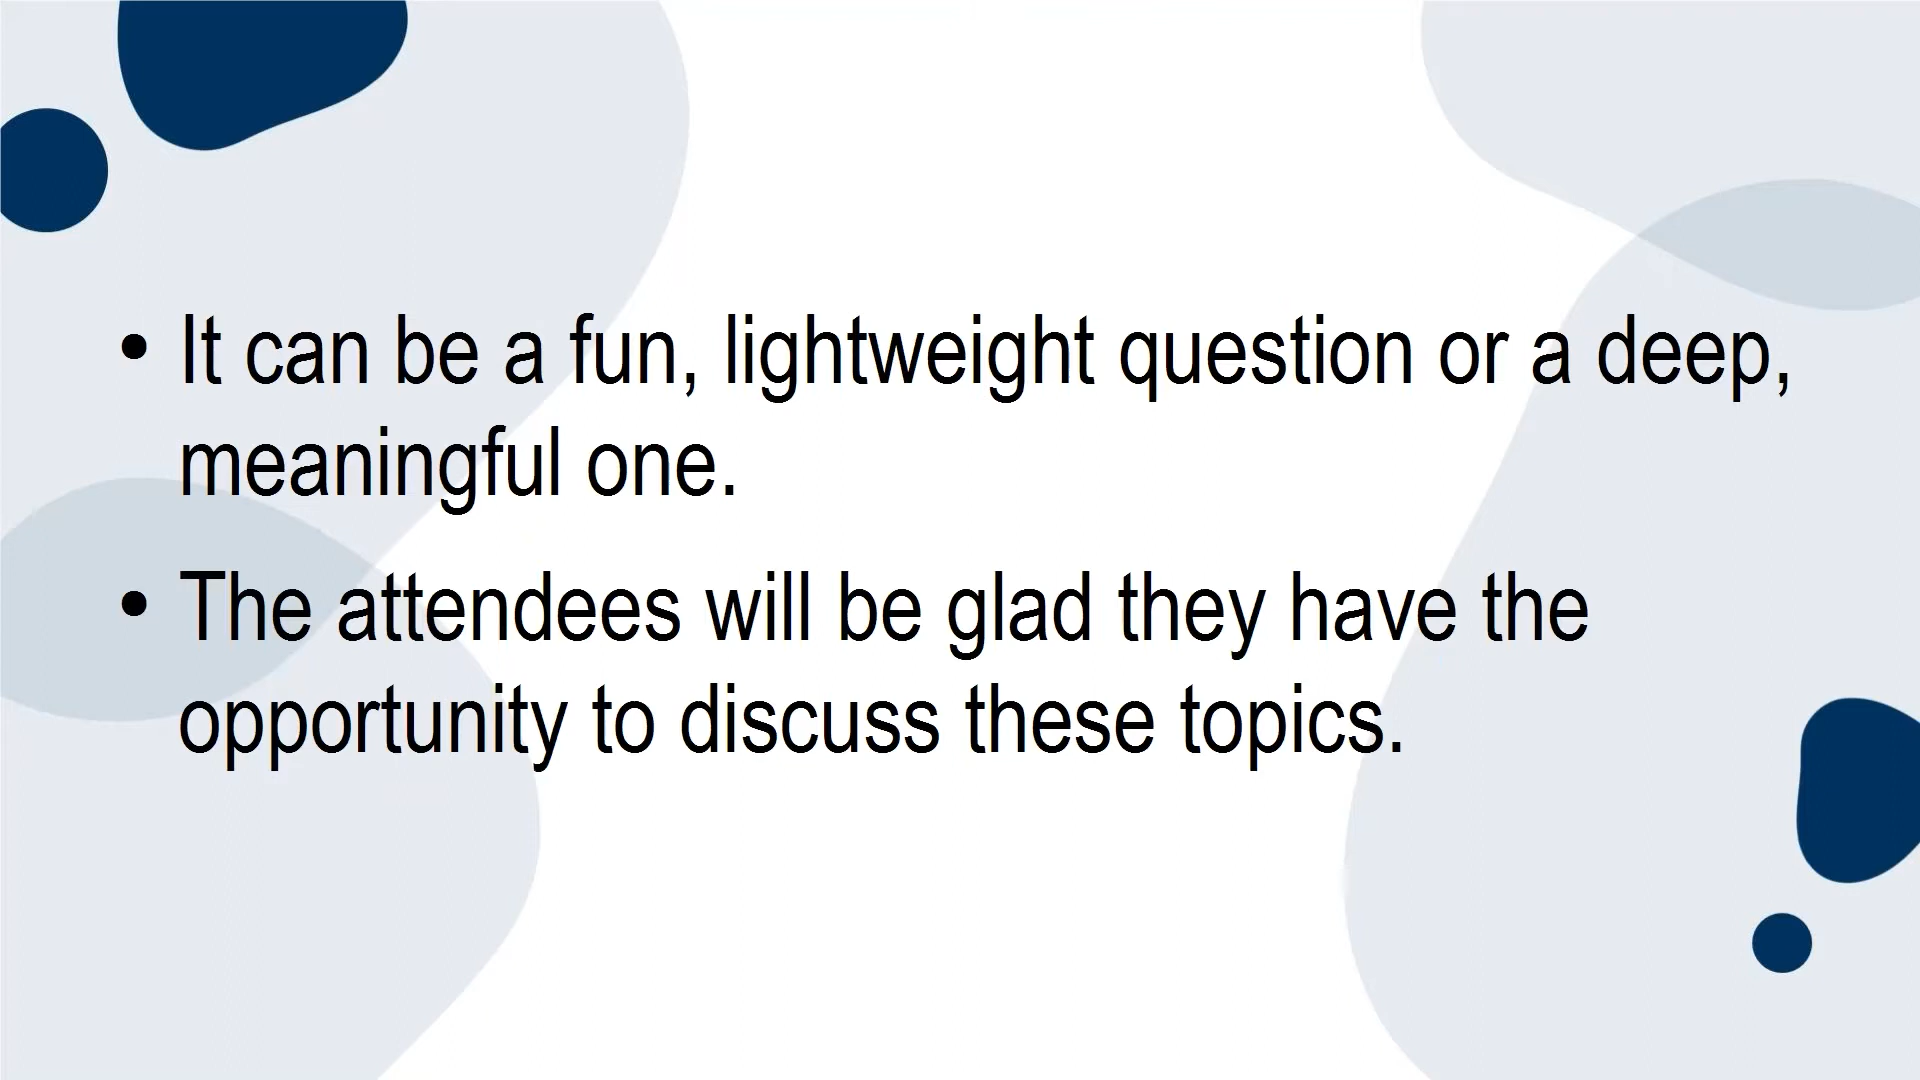 • It can be a fun, lightweight question or a deep,
meaningful one.
• The attendees will be glad they have the
opportunity to discuss these topics.